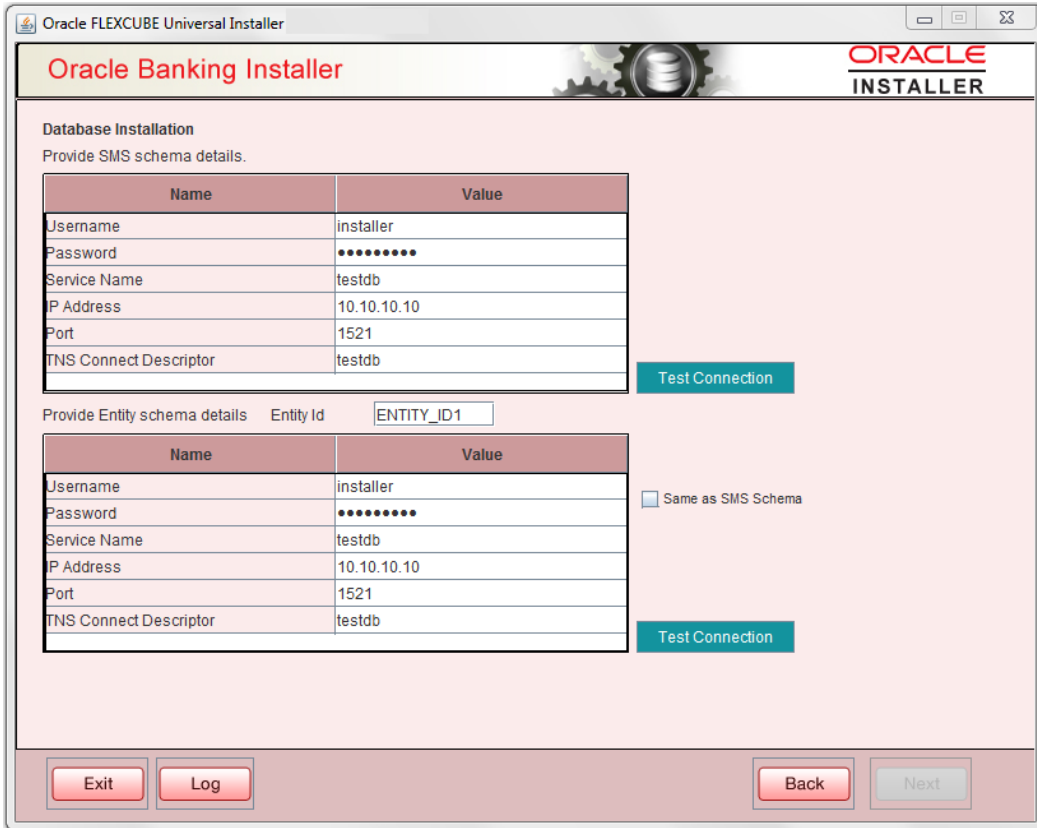 Oracle FLEXCUBE Universal Installer
Oracle Banking Installer
ORACLE
INSTALLER
Database Installation
Provide SMS schema details.
Name Value
Username installer
Password •••••••••
Service Name testdb
IP Address 10.10.10.10
Port 1521
TNS Connect Descriptor testdb
Test Connection
Provide Entity schema details Entity Id ENTITY_ID1
Name Value
Username installer
Same as SMS Schema
Password •••••••••
Service Name testdb
IP Address 10.10.10.10
Port 1521
TNS Connect Descriptor testdb
Test Connection
Exit Log Back Next